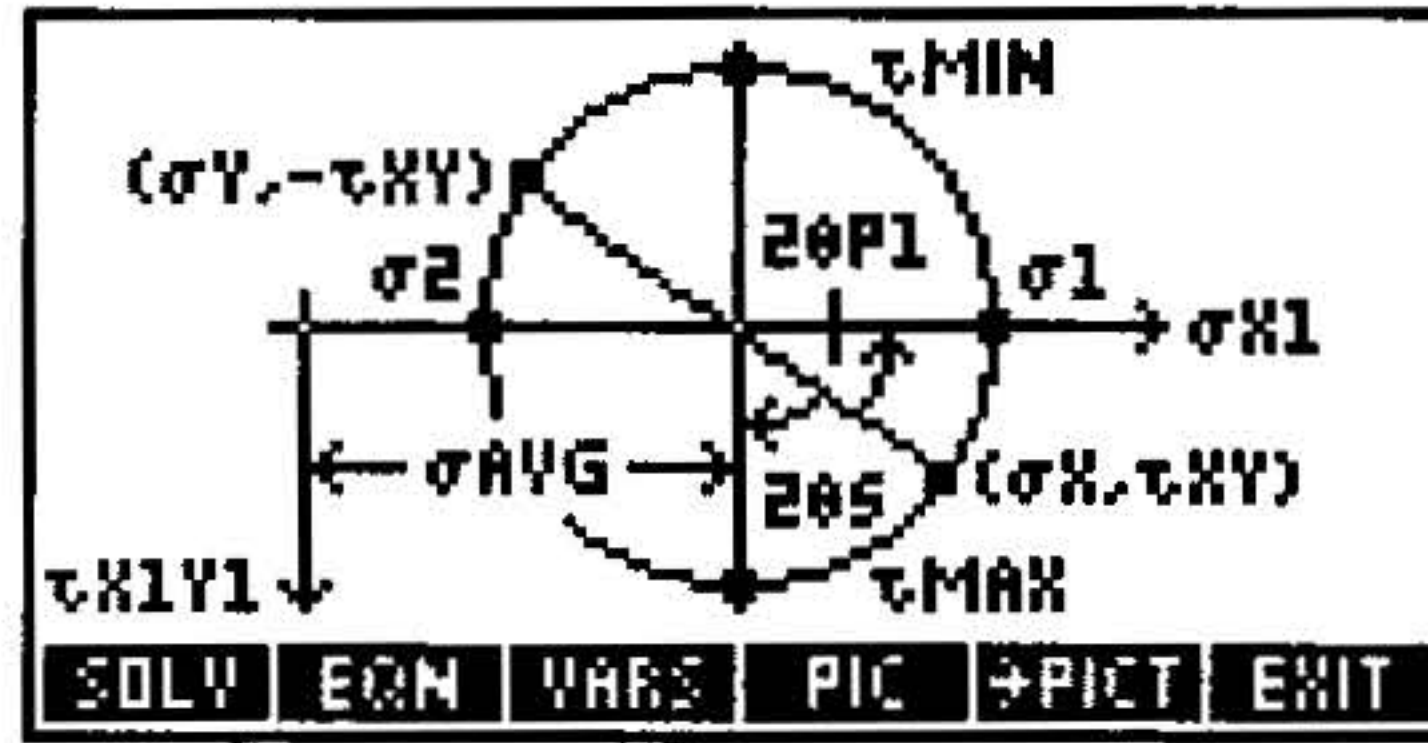 τMIN
(σY,-τXY)
2θP1
σ2
σ1
σX1
σAVG
(σX,τXY)
2θS
τX1Y1
τMAX
SOLV EQN VARS PIC →PICT EXIT